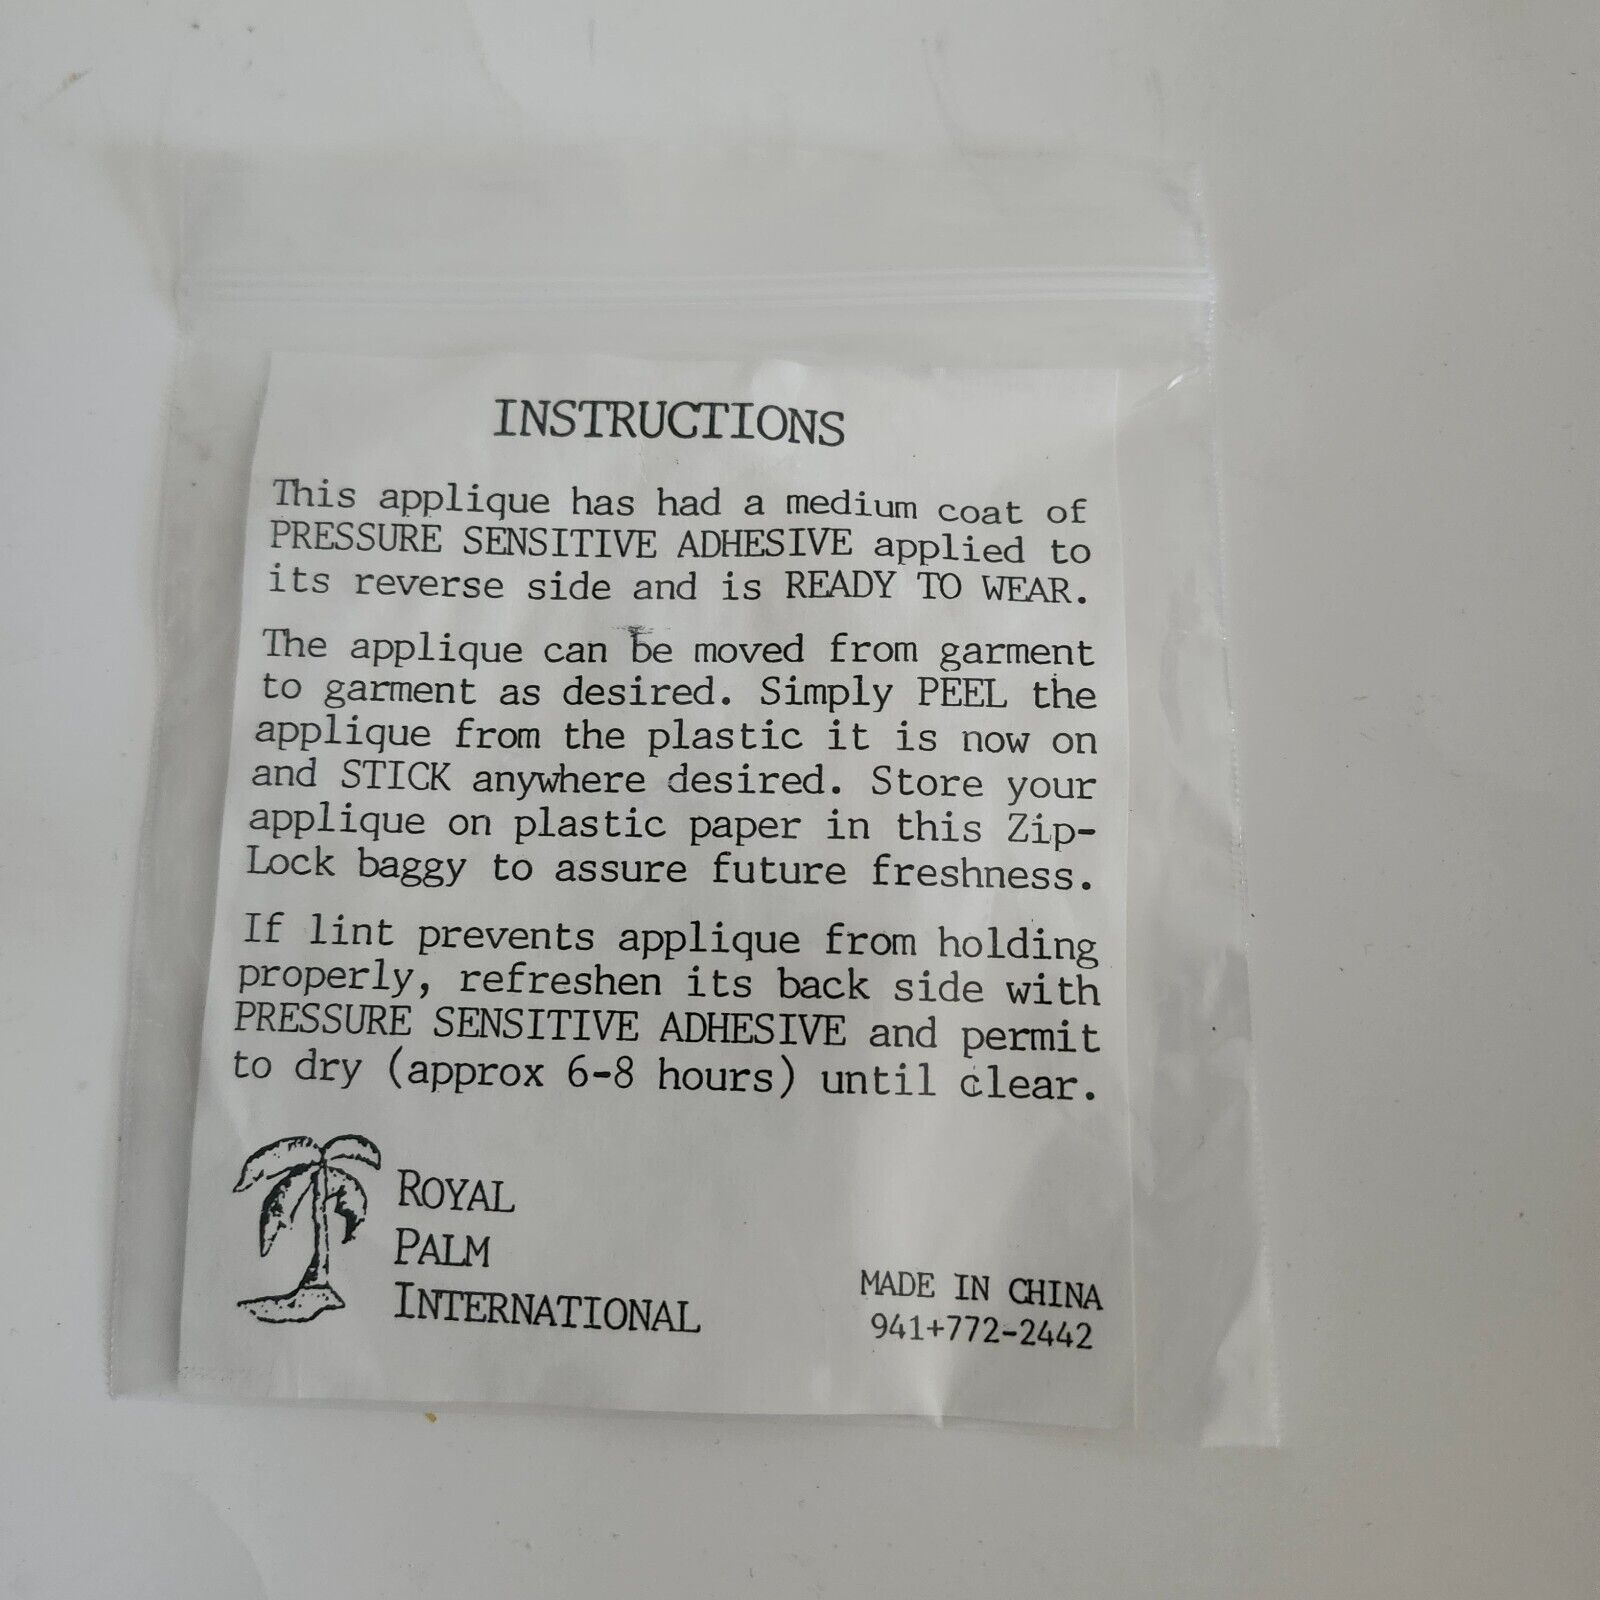 INSTRUCTIONS
This applique has had a medium coat of
PRESSURE SENSITIVE ADHESIVE applied to
its reverse side and is READY TO WEAR.
The applique can be moved from garment
to garment as desired. Simply PEEL the
applique from the plastic it is now on
and STICK anywhere desired. Store your
applique on plastic paper in this Zip-
Lock baggy to assure future freshness.
If lint prevents applique from holding
properly, refreshen its back side with
PRESSURE SENSITIVE ADHESIVE and permit
to dry (approx 6-8 hours) until clear.
ROYAL
PALM
INTERNATIONAL
MADE IN CHINA
941+772-2442